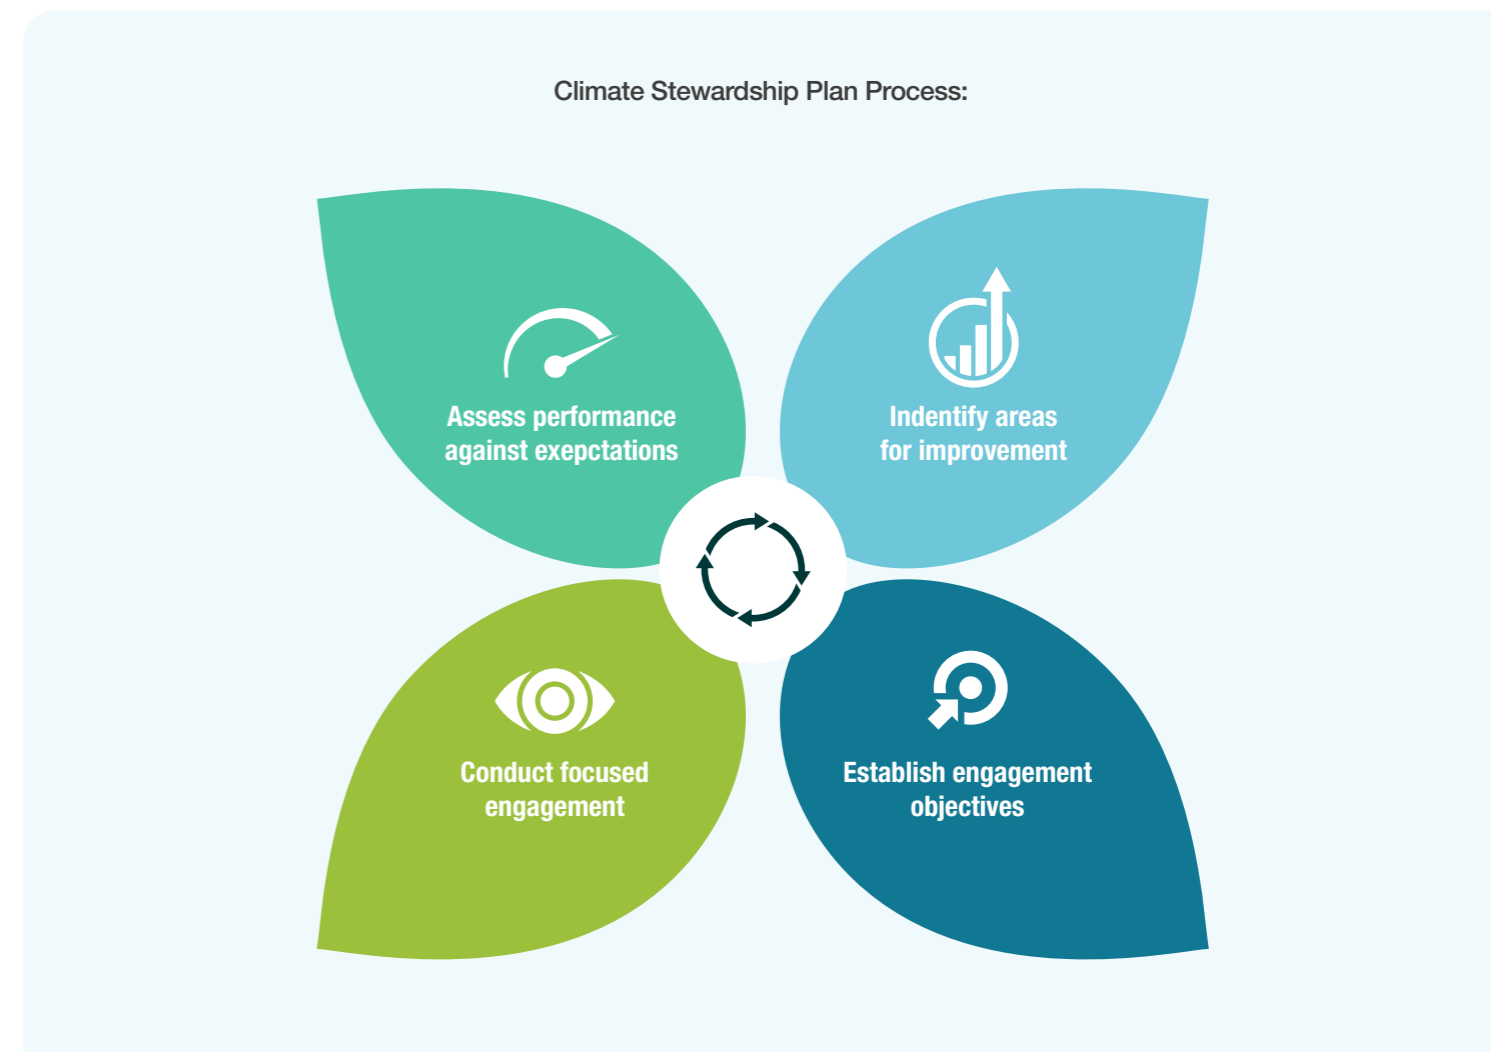 Climate Stewardship Plan Process:
Assess performance
against exepctations
Indentify areas
for improvement
Conduct focused
engagement
Establish engagement
objectives